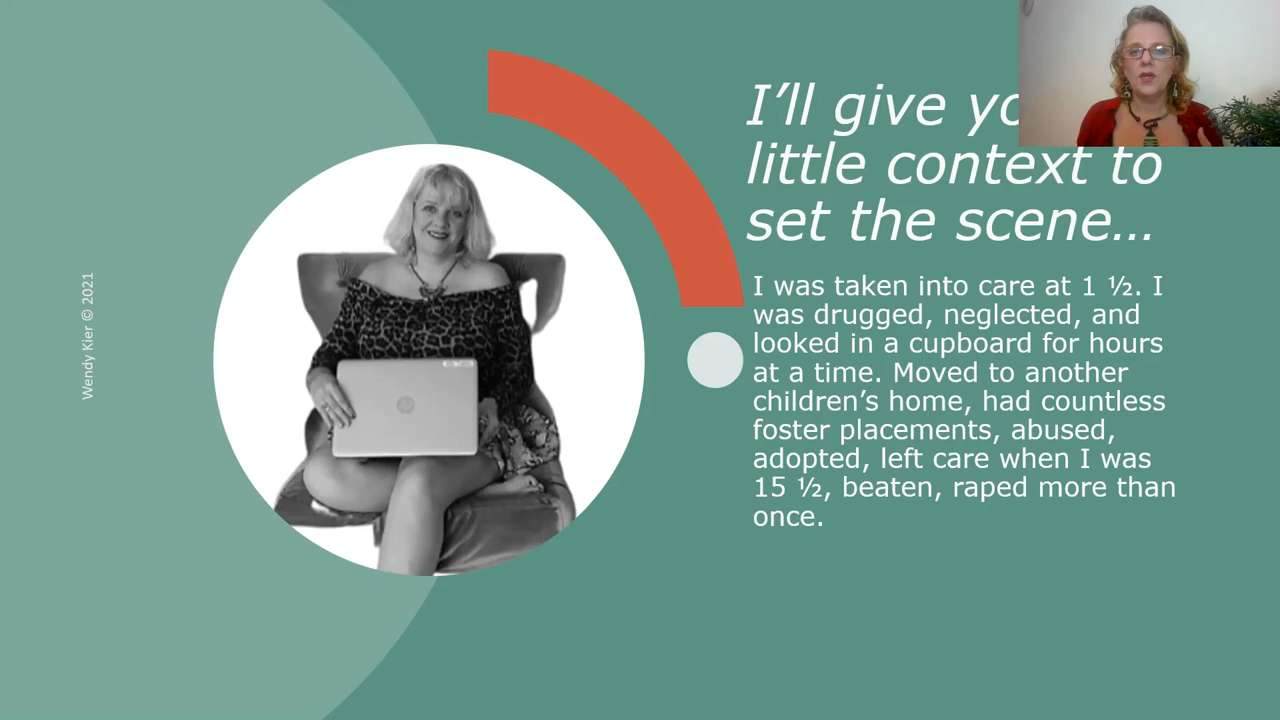 I'll give yo
little context to
set the scene...
I was taken into care at 1 ½. I
was drugged, neglected, and
looked in a cupboard for hours
at a time. Moved to another
children's home, had countless
foster placements, abused,
adopted, left care when I was
15 ½, beaten, raped more than
once.
Wendy Kier © 2021